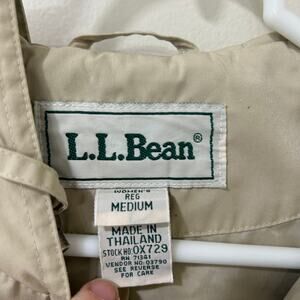 L.L.Bean®
WOMEN'S
REG
MEDIUM
MADE IN
THAILAND
STOCK NO: 0X729
RN 71341
VENDOR NO: 03790
SEE REVERSE
FOR CARE